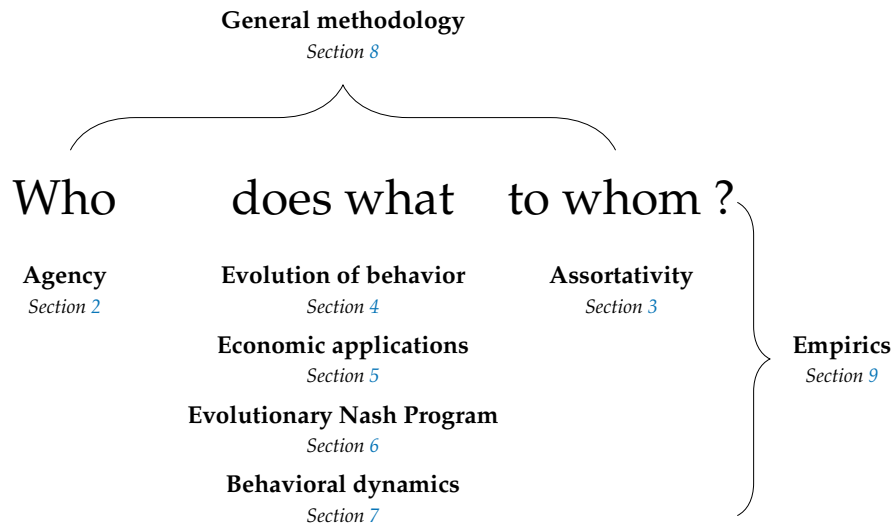 General methodology
Section 8
Who does what to whom ?
Agency Evolution of behavior Assortativity
Section 2 Section 4 Section 3
Economic applications
Section 5
Empirics
Section 9
Evolutionary Nash Program
Section 6
Behavioral dynamics
Section 7